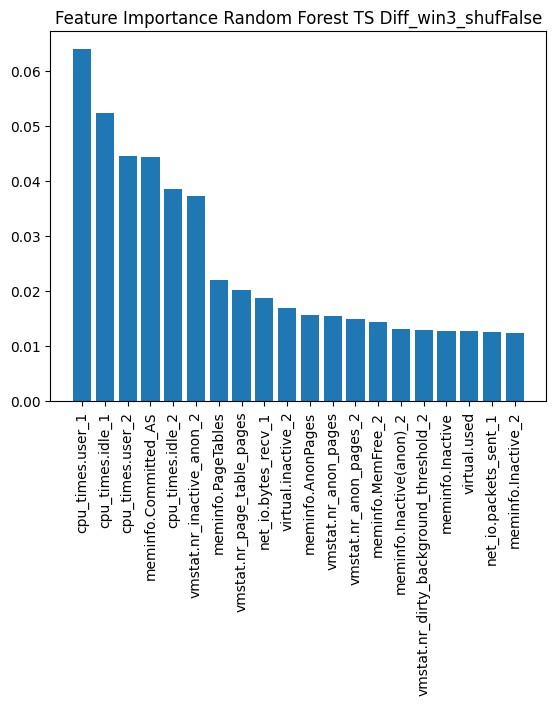 Feature Importance Random Forest TS Diff_win3_shufFalse
0.06
0.05
0.04
0.03
0.02
0.01
0.00
cpu_times.user_1
cpu_times.idle_1
cpu_times.user_2
meminfo.Committed_AS
cpu_times.idle_2
vmstat.nr_inactive_anon_2
meminfo.PageTables
vmstat.nr_page_table_pages
net_io.bytes_recv_1
virtual.inactive_2
meminfo.AnonPages
vmstat.nr_anon_pages
vmstat.nr_anon_pages_2
meminfo.MemFree_2
meminfo.Inactive(anon)_2
vmstat.nr_dirty_background_threshold_2
meminfo.Inactive
virtual.used
net_io.packets_sent_1
meminfo.Inactive_2